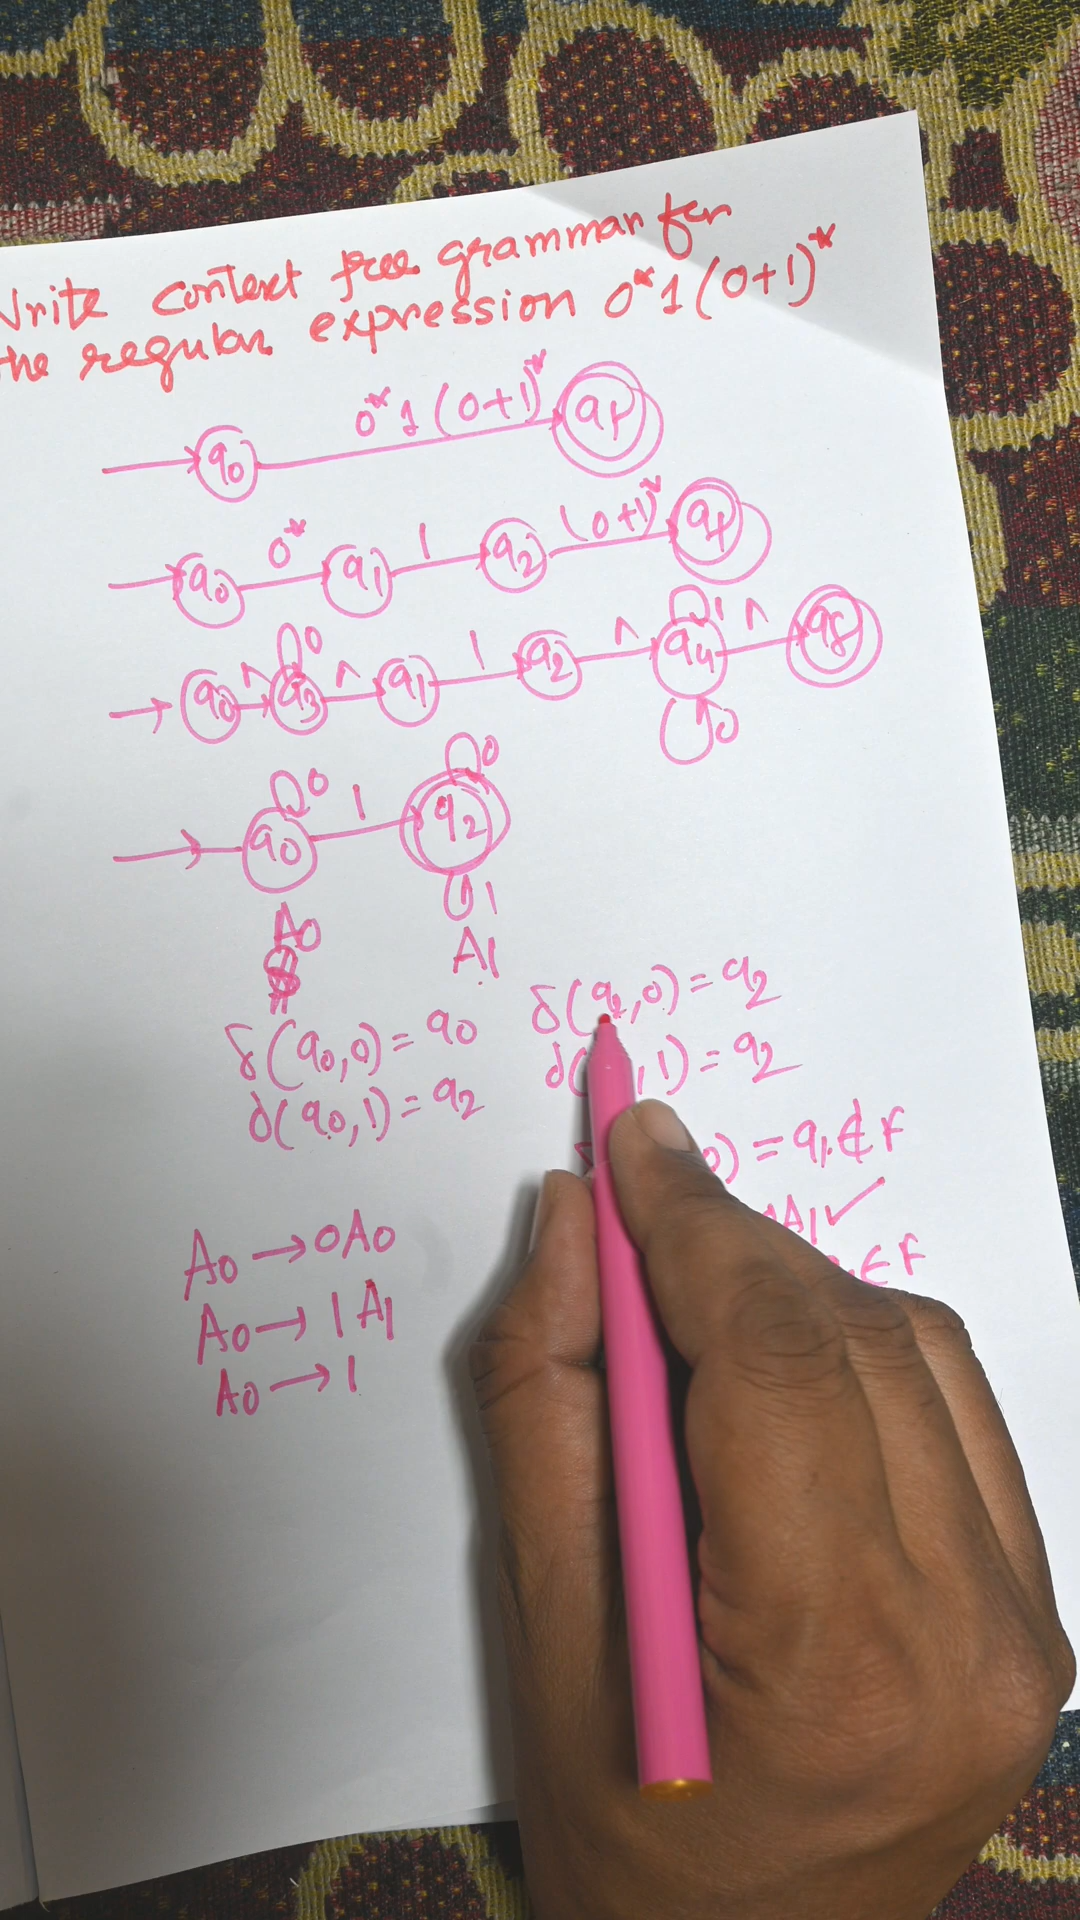 Write context free grammar for
the regular expression 0*1(0+1)*
q0 0*1(0+1)* qf
q0 0* q1 1 q2 (0+1)* qf
q0 ^ q3 0 ^ q1 1 q2 ^ q4 1 0 ^ qf
q0 0 1 q2 0 1
A0 A1
δ(q0,0)=q0 δ(q2,0)=q2
δ(q0,1)=q2 δ( ,1)=q2
0) = q1 ∉ F
A1 ✓
∈ F
A0 → 0A0
A0 → 1A1
A0 → 1